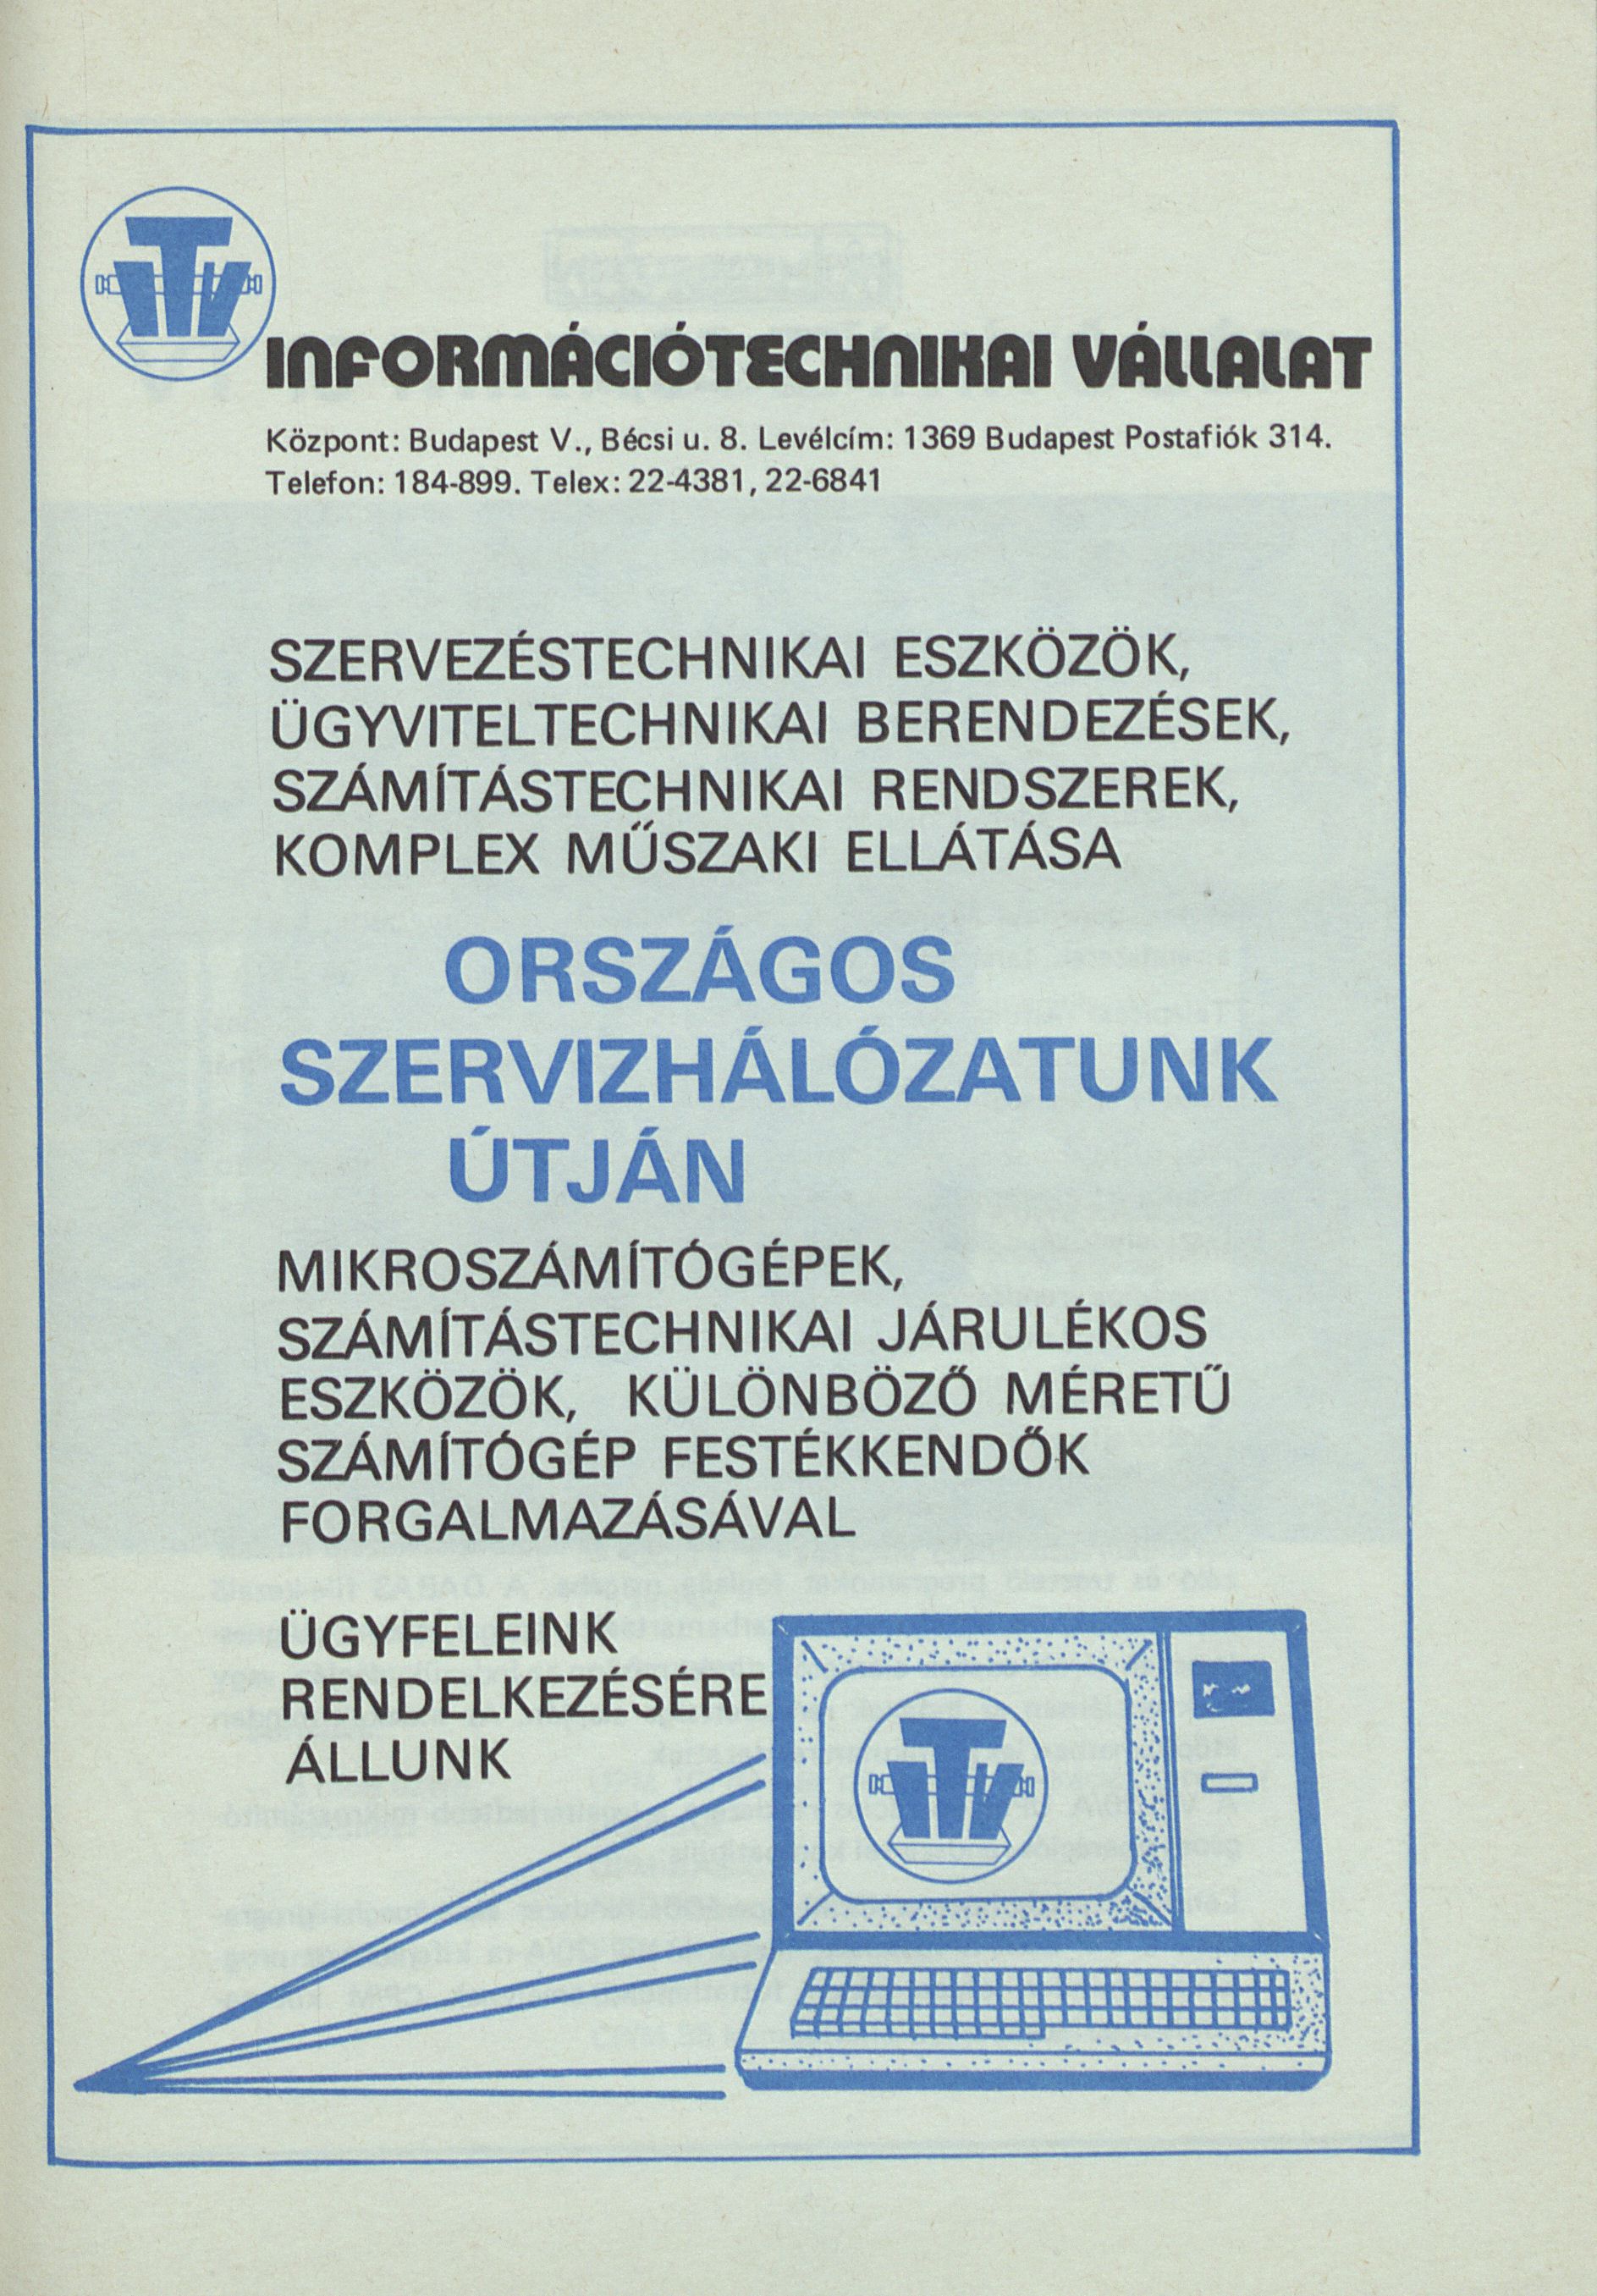 iTV
INFORMÁCIÓTECHNIKAI VÁLLALAT
Központ: Budapest V., Bécsi u. 8. Levélcím: 1369 Budapest Postafiók 314.
Telefon: 184-899. Telex: 22-4381, 22-6841
SZERVEZÉSTECHNIKAI ESZKÖZÖK,
ÜGYVITELTECHNIKAI BERENDEZÉSEK,
SZÁMÍTÁSTECHNIKAI RENDSZEREK,
KOMPLEX MŰSZAKI ELLÁTÁSA
ORSZÁGOS
SZERVIZHÁLÓZATUNK
ÚTJÁN
MIKROSZÁMÍTÓGÉPEK,
SZÁMÍTÁSTECHNIKAI JÁRULÉKOS
ESZKÖZÖK, KÜLÖNBÖZŐ MÉRETŰ
SZÁMÍTÓGÉP FESTÉKKENDŐK
FORGALMAZÁSÁVAL
ÜGYFELEINK
RENDELKEZÉSÉRE
ÁLLUNK
iTV